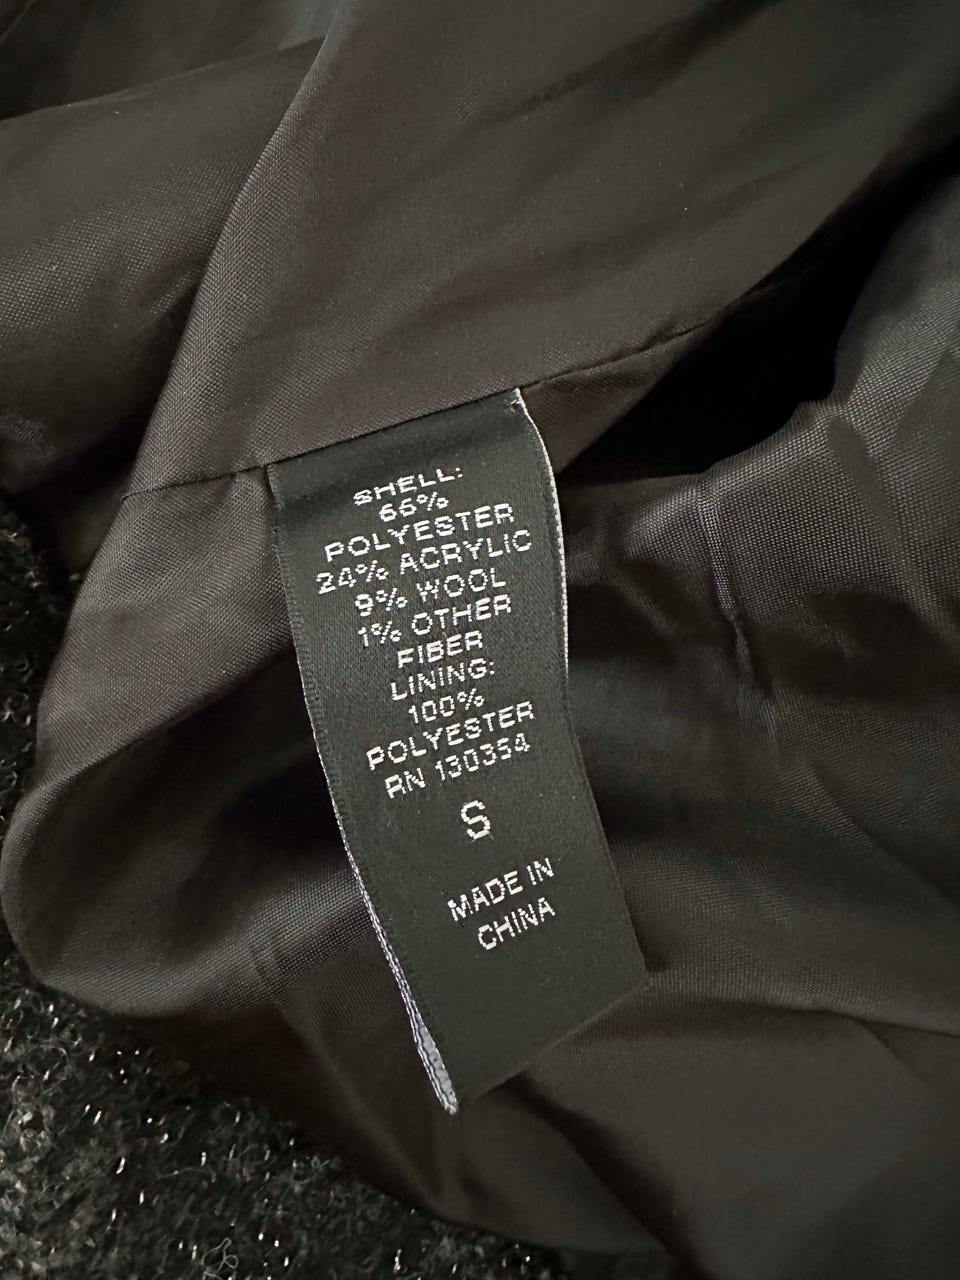 SHELL:
66%
POLYESTER
24% ACRYLIC
9% WOOL
1% OTHER
FIBER
LINING:
100%
POLYESTER
RN 130354
S
MADE IN
CHINA